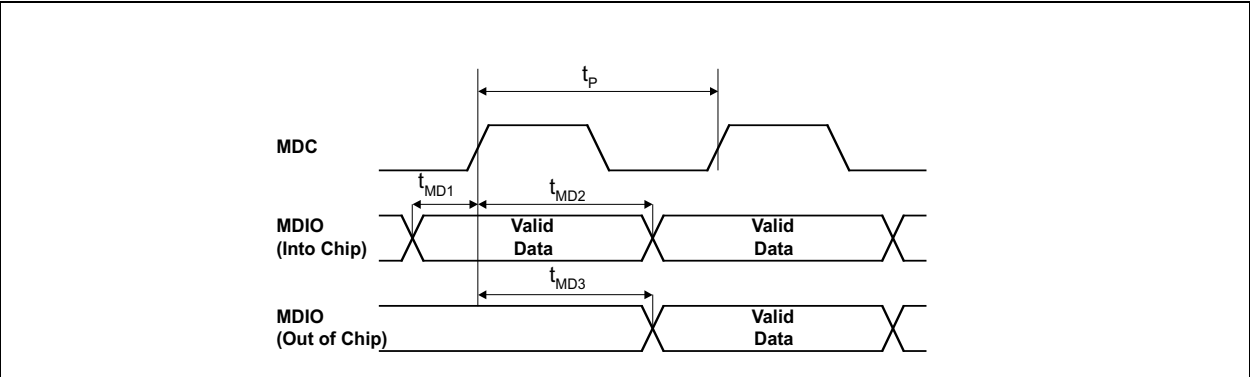 tP
MDC
tMD1
tMD2
MDIO
(Into Chip)
Valid
Data
Valid
Data
tMD3
MDIO
(Out of Chip)
Valid
Data